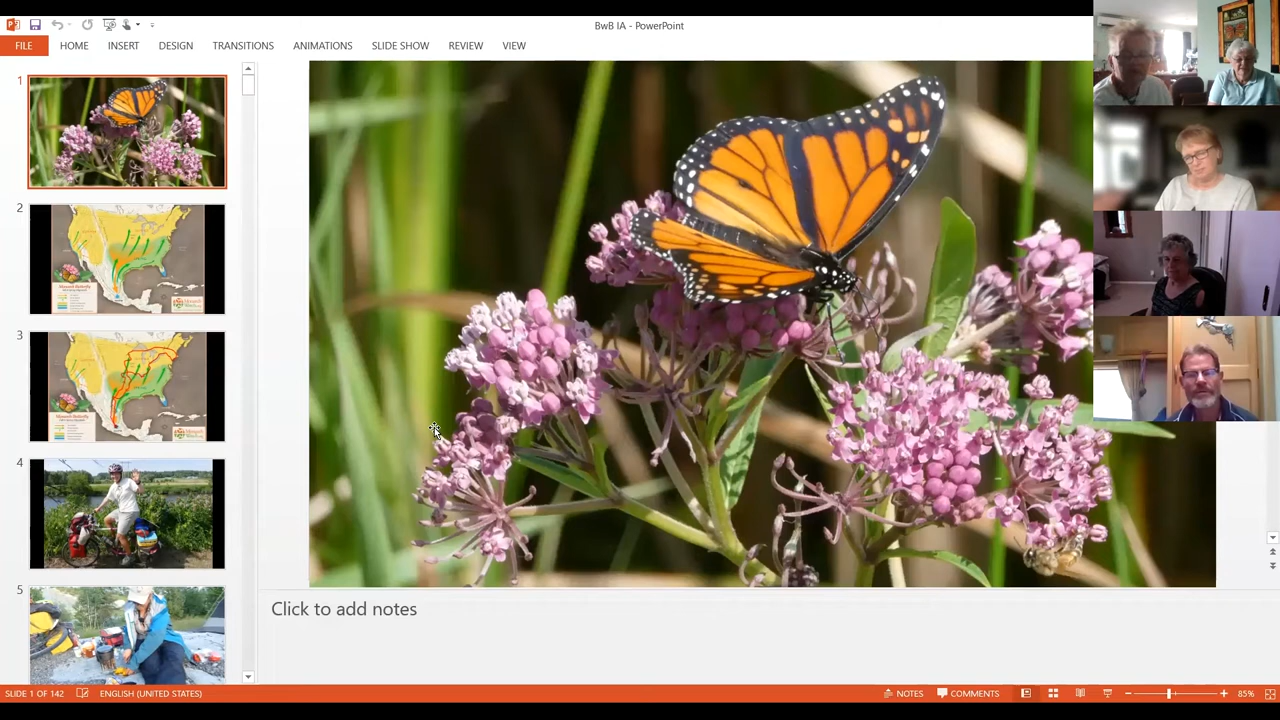 BwB IA - PowerPoint
FILE
HOME
INSERT
DESIGN
TRANSITIONS
ANIMATIONS
SLIDE SHOW
REVIEW
VIEW
1
2
3
4
5
Click to add notes
SLIDE 1 OF 142
ENGLISH (UNITED STATES)
NOTES
COMMENTS
85%